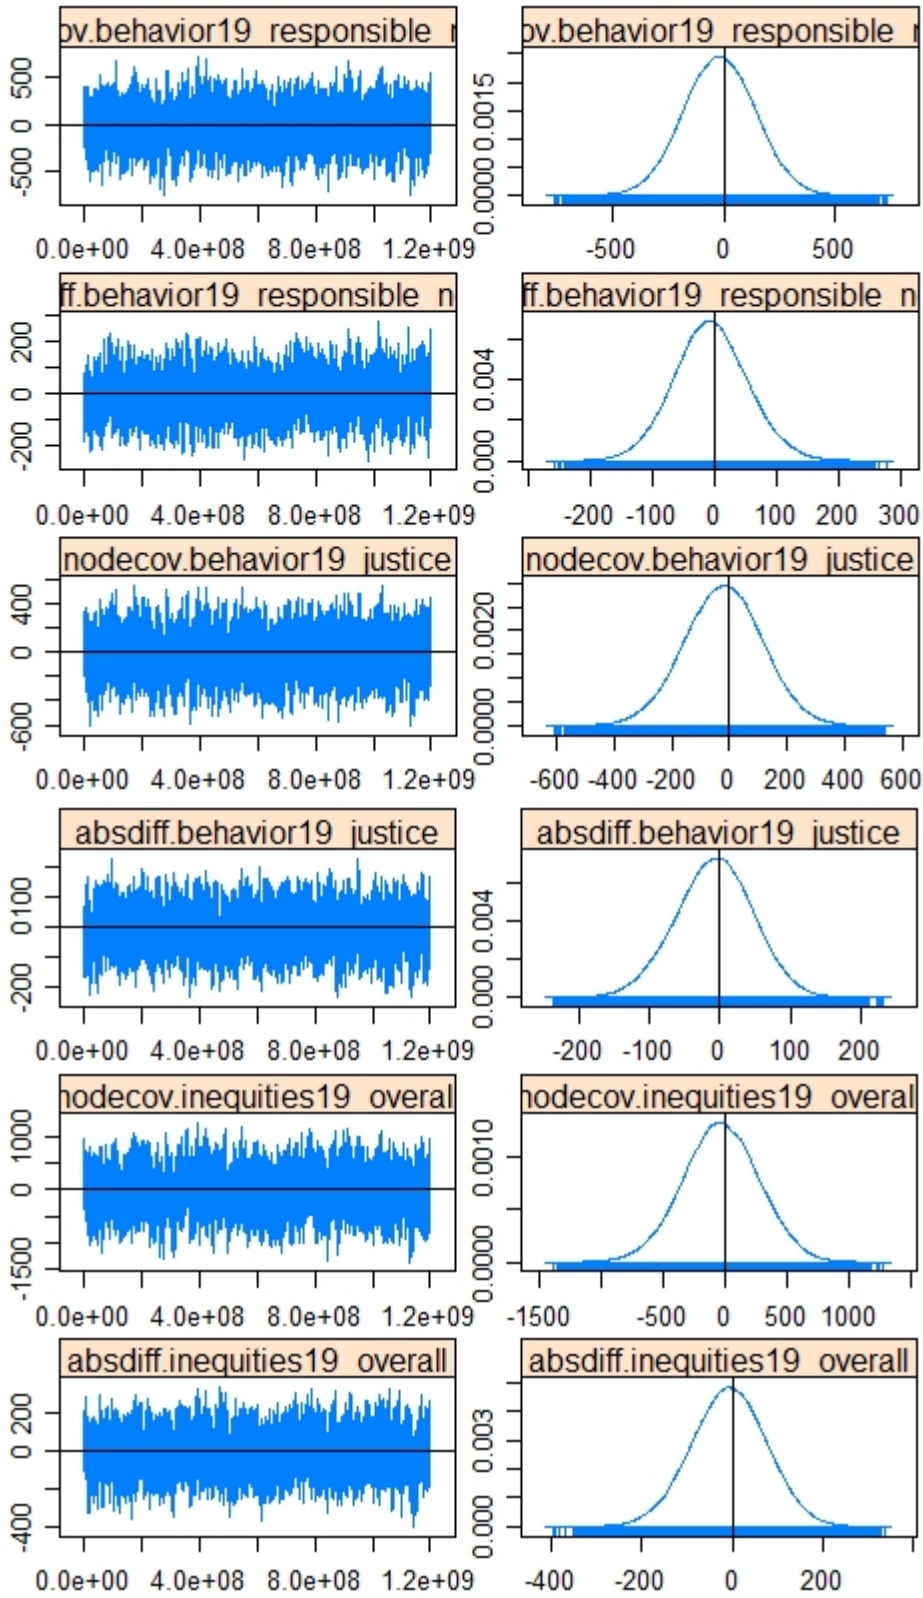 ov.behavior19_responsible_n
500
0
-500
0.0e+00 4.0e+08 8.0e+08 1.2e+09
ov.behavior19_responsible_n
0.0015
0.0000
-500 0 500
ff.behavior19_responsible_n
200
0
-200
0.0e+00 4.0e+08 8.0e+08 1.2e+09
ff.behavior19_responsible_n
0.004
0.000
-200 -100 0 100 200 300
nodecov.behavior19_justice
400
0
-600
0.0e+00 4.0e+08 8.0e+08 1.2e+09
nodecov.behavior19_justice
0.0020
0.0000
-600 -400 -200 0 200 400 600
absdiff.behavior19_justice
100
0
-200
0.0e+00 4.0e+08 8.0e+08 1.2e+09
absdiff.behavior19_justice
0.004
0.000
-200 -100 0 100 200
nodecov.inequities19_overall
1000
0
-1500
0.0e+00 4.0e+08 8.0e+08 1.2e+09
nodecov.inequities19_overall
0.0010
0.0000
-1500 -500 0 500 1000
absdiff.inequities19_overall
200
0
-400
0.0e+00 4.0e+08 8.0e+08 1.2e+09
absdiff.inequities19_overall
0.003
0.000
-400 -200 0 200